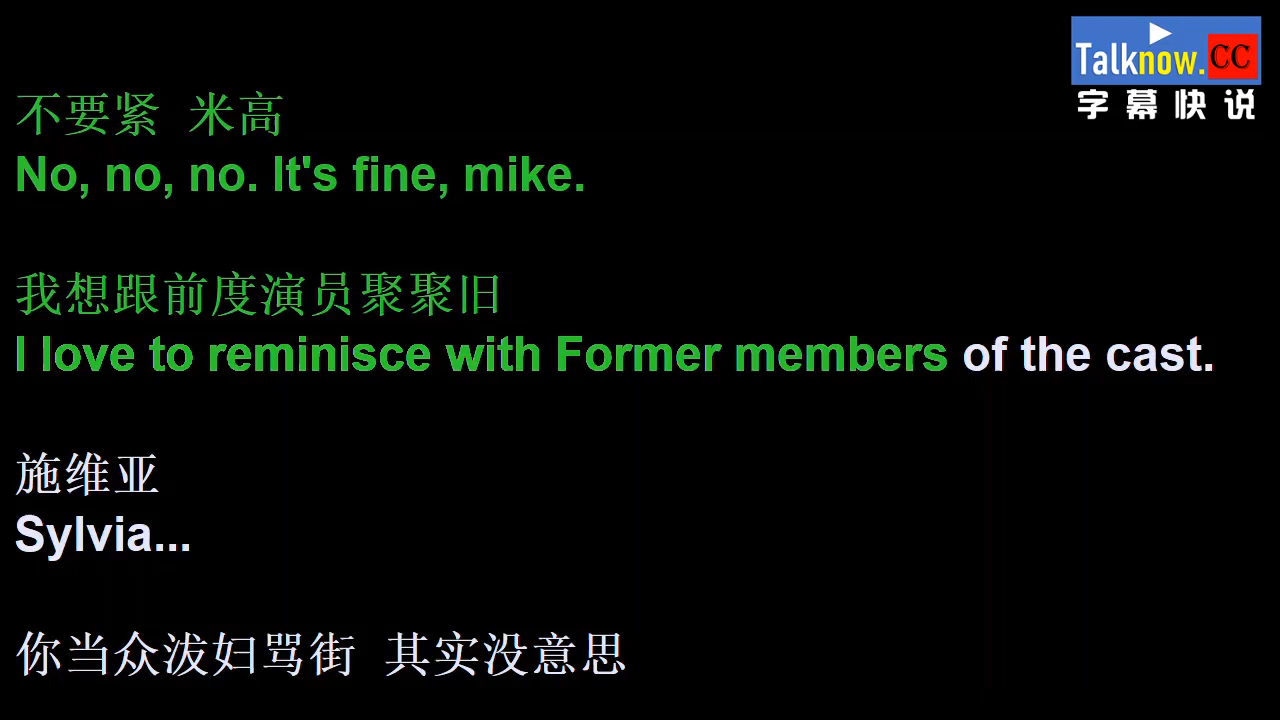 Talknow.CC
字幕快说
不要紧 米高
No, no, no. It's fine, mike.
我想跟前度演员聚聚旧
I love to reminisce with Former members of the cast.
施维亚
Sylvia...
你当众泼妇骂街 其实没意思